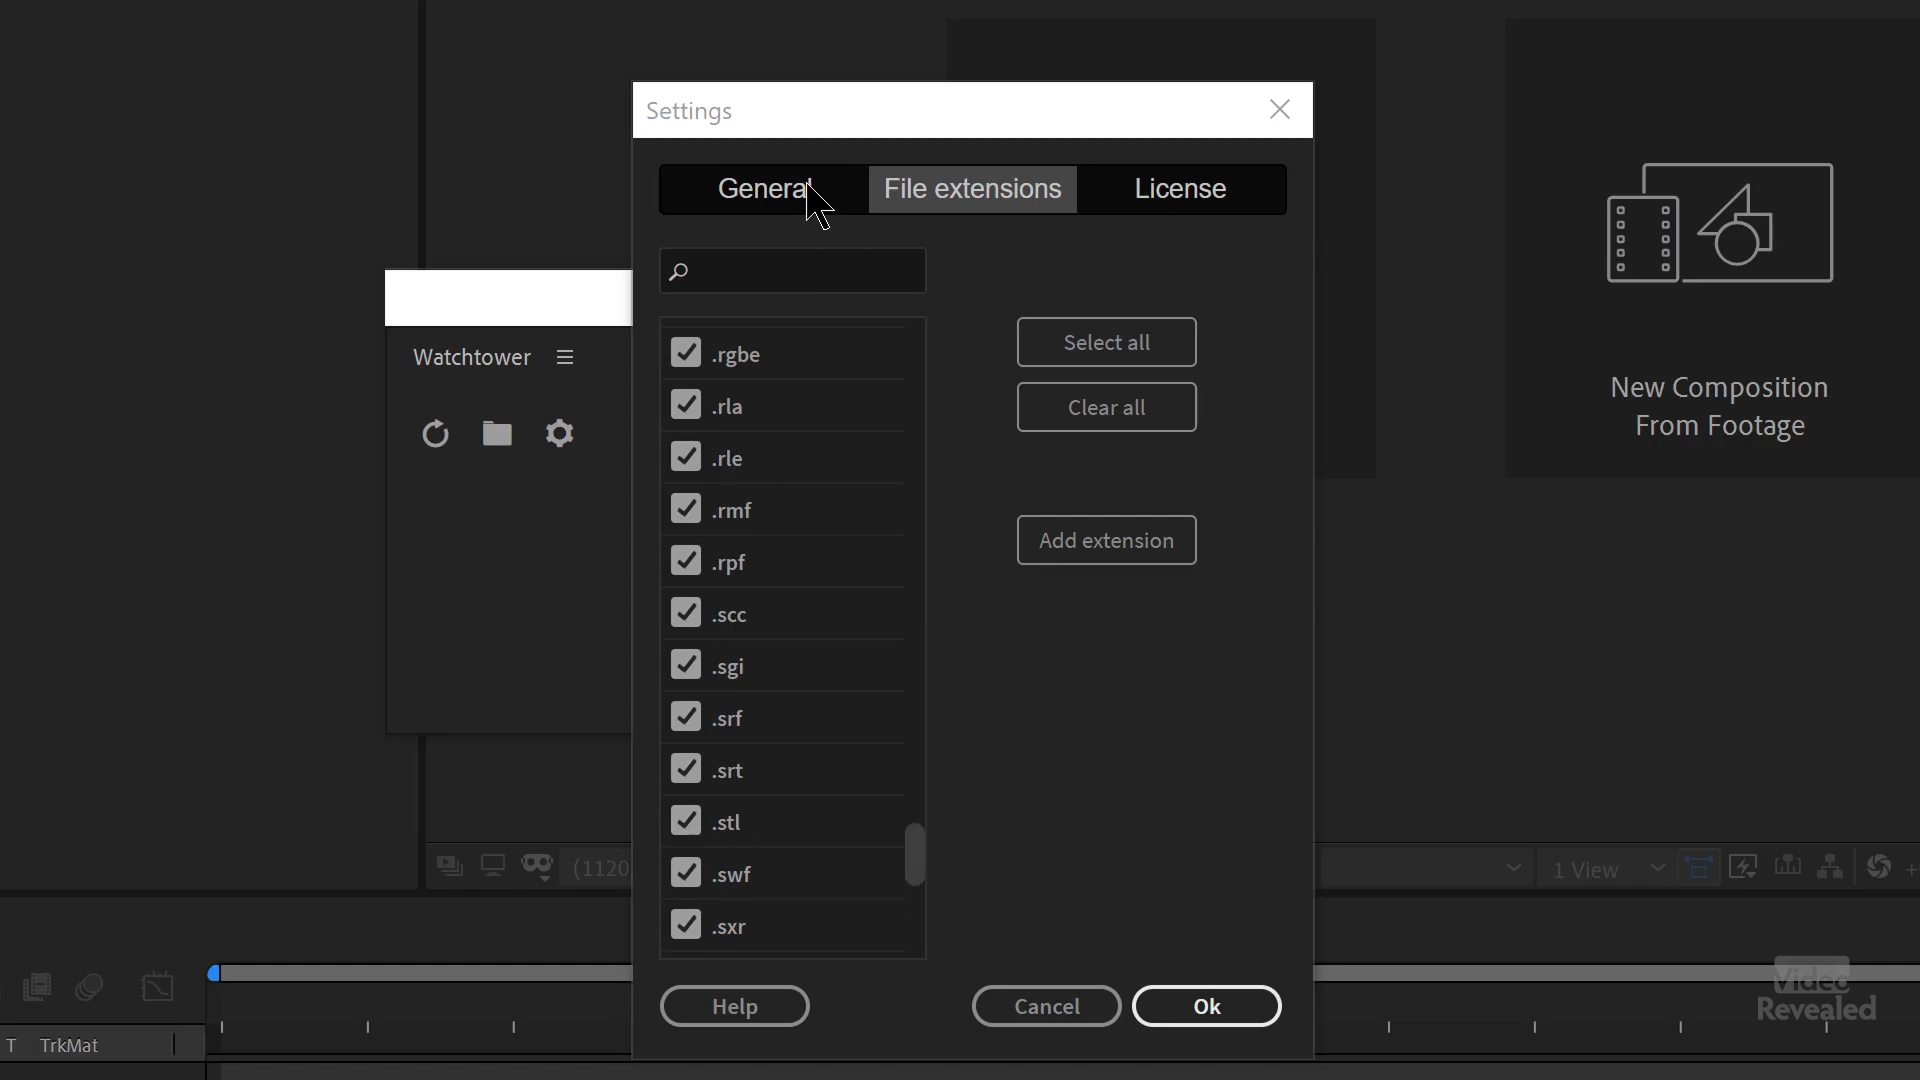 Settings
General
File extensions
License
Watchtower
.rgbe
.rla
.rle
.rmf
.rpf
.scc
.sgi
.srf
.srt
.stl
.swf
.sxr
Select all
Clear all
Add extension
New Composition
From Footage
(1120
1 View
Help
Cancel
Ok
T TrkMat
Video
Revealed